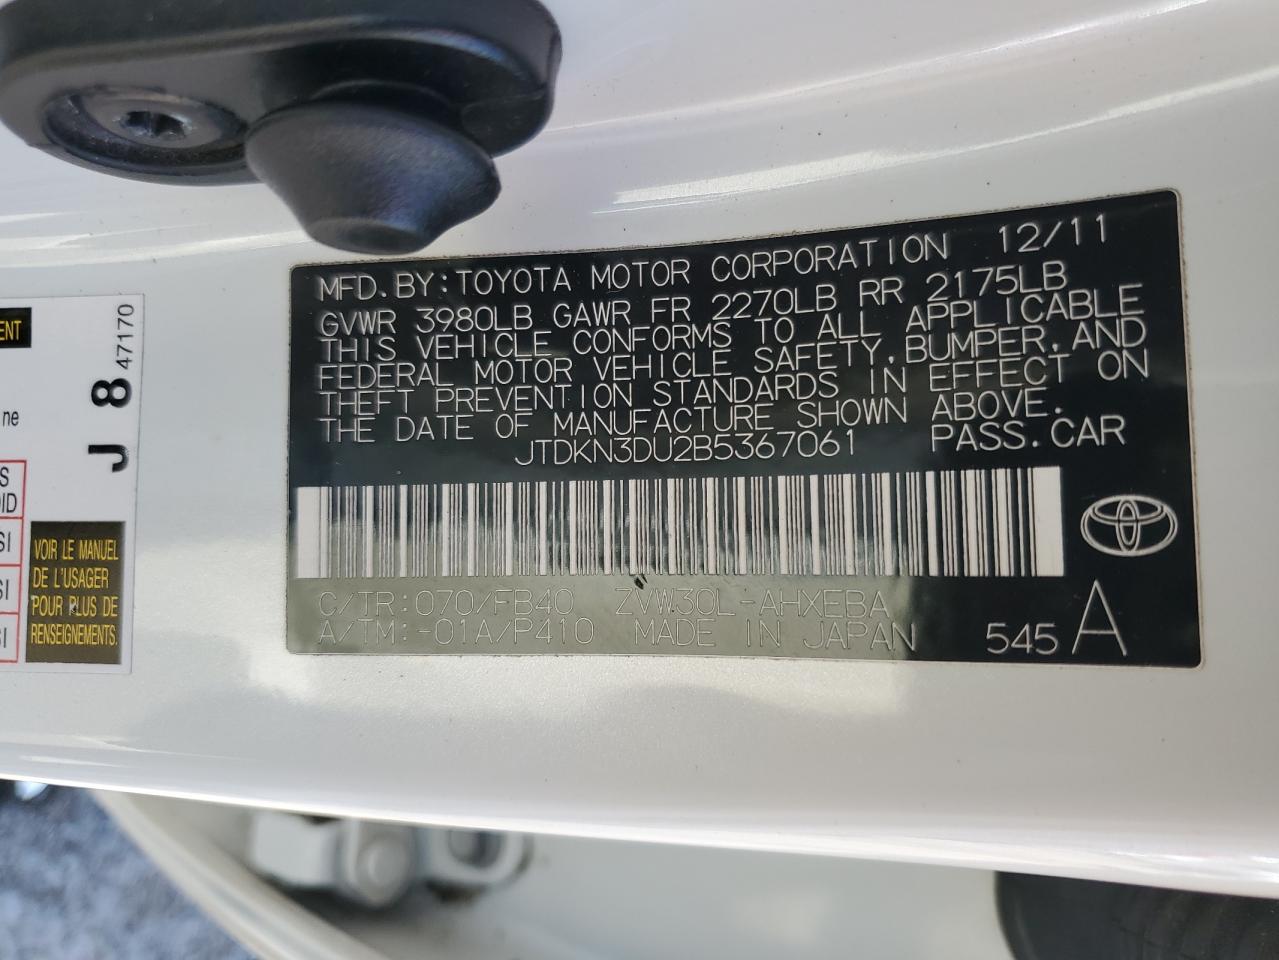 MFD. BY: TOYOTA MOTOR CORPORATION 12/11
GVWR 3980LB GAWR FR 2270LB RR 2175LB
THIS VEHICLE CONFORMS TO ALL APPLICABLE
FEDERAL MOTOR VEHICLE SAFETY, BUMPER, AND
THEFT PREVENTION STANDARDS IN EFFECT ON
THE DATE OF MANUFACTURE SHOWN ABOVE.
JTDKN3DU2B5367061 PASS. CAR
C/TR: 070/FB40 ZVW30L-AHXEBA
A/TM: -01A/P410 MADE IN JAPAN 545 A
J 8 47170
ne
VOIR LE MANUEL
DE L'USAGER
POUR PLUS DE
RENSEIGNEMENTS.